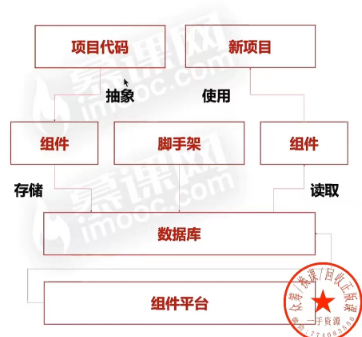 项目代码
新项目
抽象
使用
组件
脚手架
组件
存储
读取
数据库
组件平台
慕课网
imooc.com
慕课网
imooc.com
二手资源